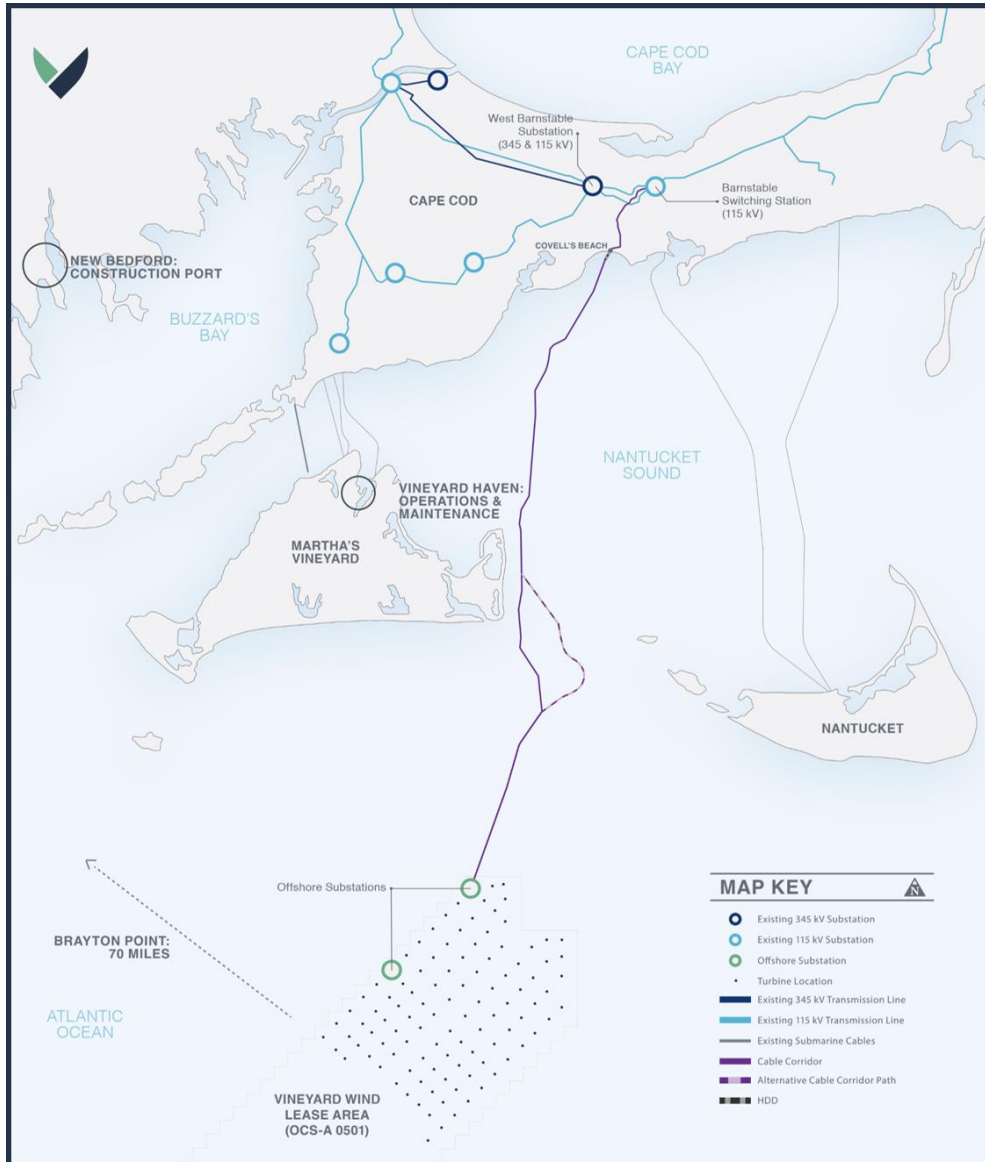 CAPE COD
BAY
West Barnstable
Substation
(345 & 115 kV)
CAPE COD
Barnstable
Switching Station
(115 kV)
COVELL'S BEACH
NEW BEDFORD:
CONSTRUCTION PORT
BUZZARD'S
BAY
NANTUCKET
SOUND
VINEYARD HAVEN:
OPERATIONS &
MAINTENANCE
MARTHA'S
VINEYARD
NANTUCKET
Offshore Substations
BRAYTON POINT:
70 MILES
ATLANTIC
OCEAN
VINEYARD WIND
LEASE AREA
(OCS-A 0501)
MAP KEY
N
Existing 345 kV Substation
Existing 115 kV Substation
Offshore Substation
Turbine Location
Existing 345 kV Transmission Line
Existing 115 kV Transmission Line
Existing Submarine Cables
Cable Corridor
Alternative Cable Corridor Path
HDD